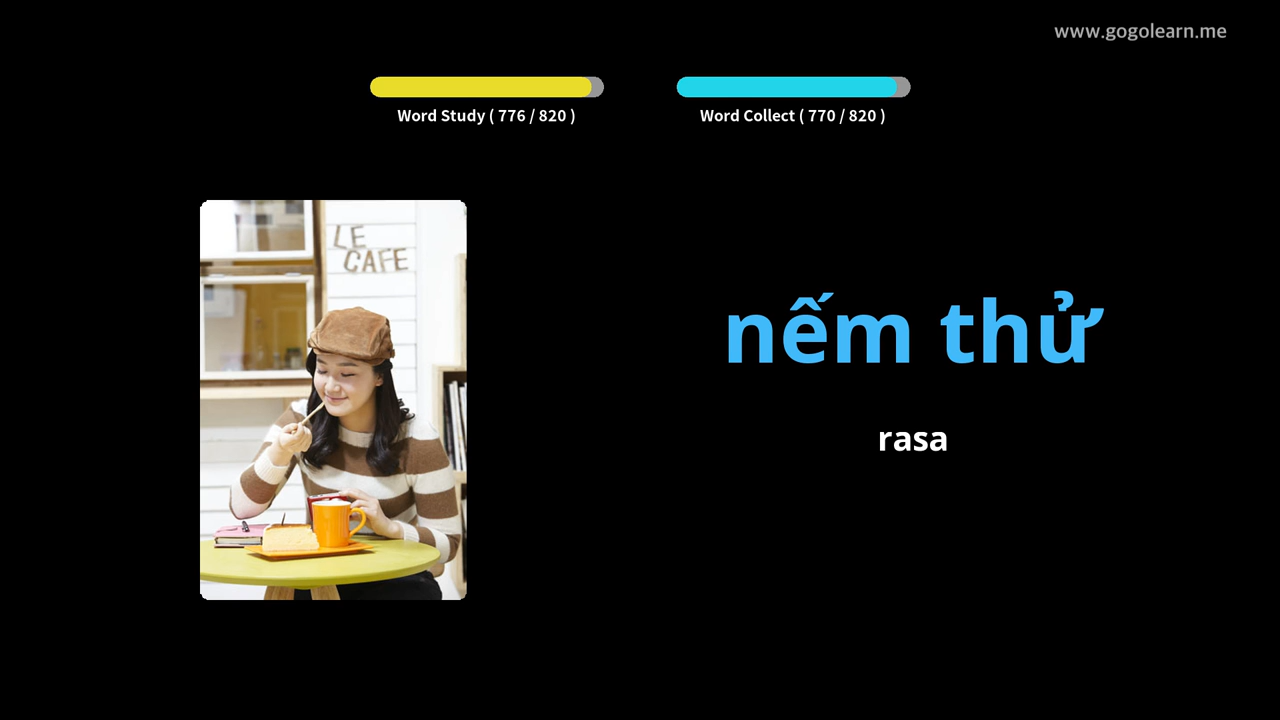 www.gogolearn.me
Word Study ( 776 / 820 )
Word Collect ( 770 / 820 )
LE
CAFE
nếm thử
rasa